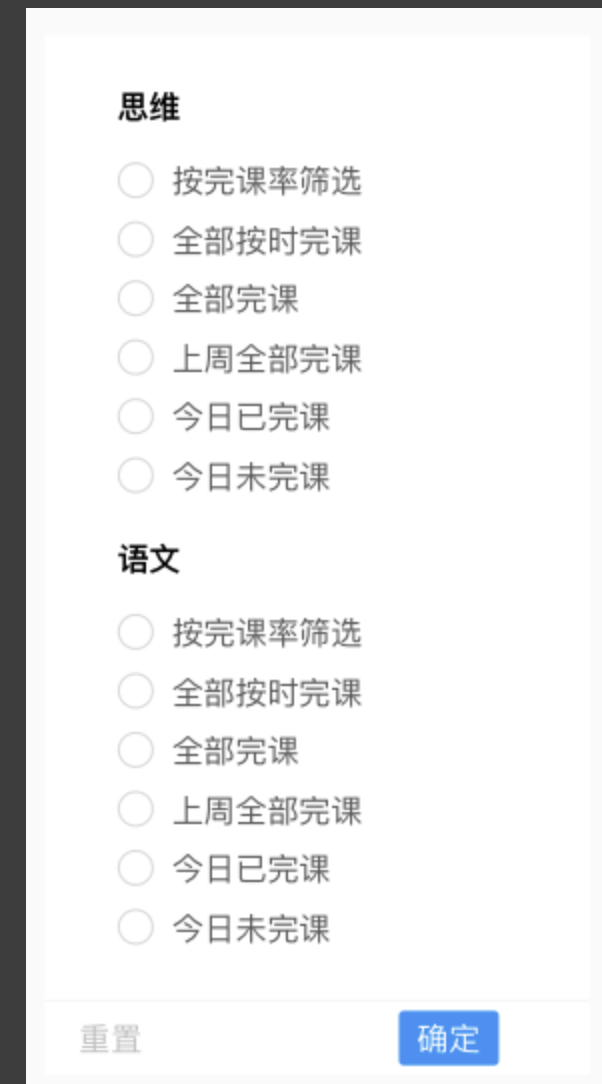 思维
按完课率筛选
全部按时完课
全部完课
上周全部完课
今日已完课
今日未完课
语文
按完课率筛选
全部按时完课
全部完课
上周全部完课
今日已完课
今日未完课
重置 确定